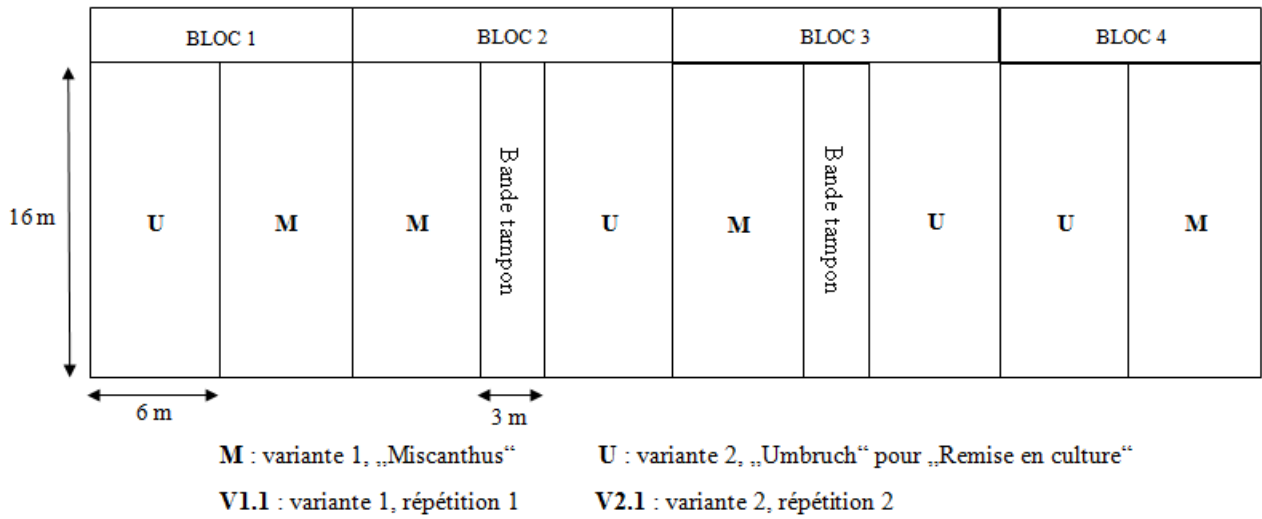 BLOC 1 BLOC 2 BLOC 3 BLOC 4
16 m
U M M Bande tampon U M Bande tampon U U M
6 m 3 m
M : variante 1, „Miscanthus“ U : variante 2, „Umbruch“ pour „Remise en culture“
V1.1 : variante 1, répétition 1 V2.1 : variante 2, répétition 2